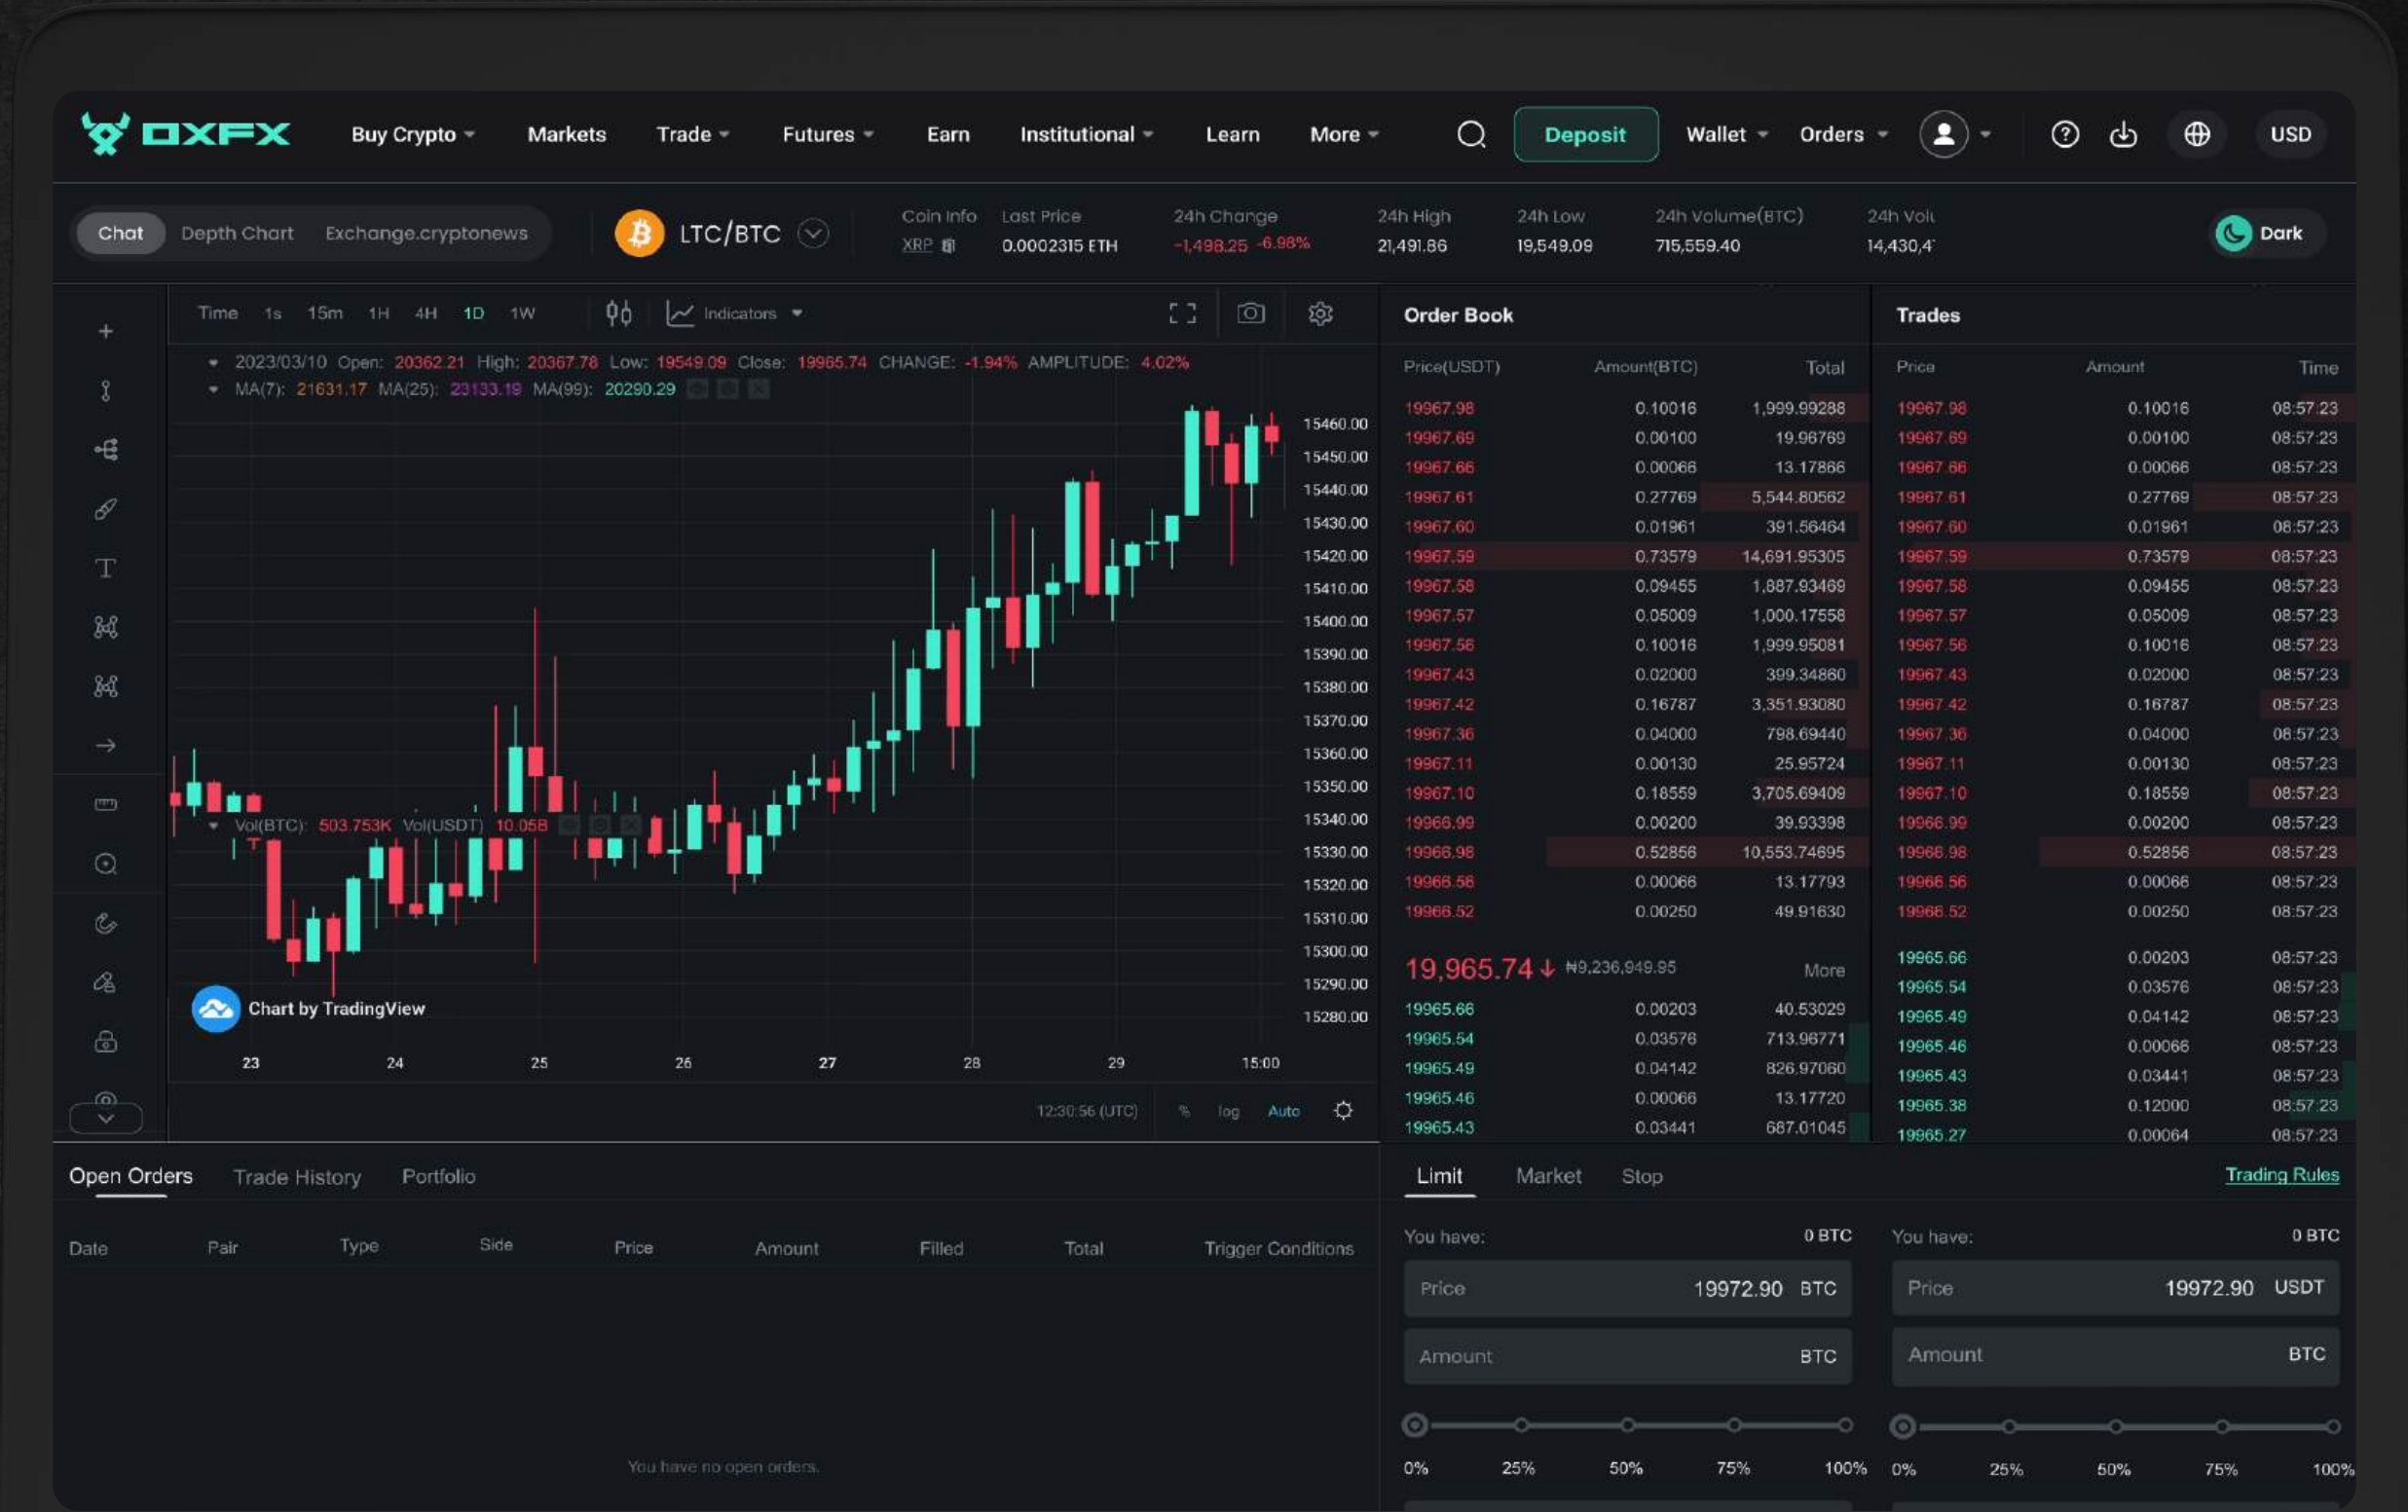 OXFX Buy Crypto Markets Trade Futures Earn Institutional Learn More Deposit Wallet Orders USD
Chat Depth Chart Exchange.cryptonews LTC/BTC
Coin Info Last Price 24h Change 24h High 24h Low 24h Volume(BTC) 24h Vol
XRP 0.0002315 ETH -1,498.25 -6.98% 21,491.86 19,549.09 715,559.40 14,430,4
Dark
Time 1s 15m 1H 4H 1D 1W Indicators
2023/03/10 Open: 20362.21 High: 20367.78 Low: 19549.09 Close: 19965.74 CHANGE: -1.94% AMPLITUDE: 4.02%
MA(7): 21631.17 MA(25): 23133.19 MA(99): 20290.29
15460.00
15450.00
15440.00
15430.00
15420.00
15410.00
15400.00
15390.00
15380.00
15370.00
15360.00
15350.00
15340.00
15330.00
15320.00
15310.00
15300.00
15290.00
15280.00
Vol(BTC): 503.753K Vol(USDT) 10.05B
Chart by TradingView
23 24 25 26 27 28 29 15:00
12:30:56 (UTC) % log Auto
Order Book
Price(USDT) Amount(BTC) Total
19967.98 0.10016 1,999.99288
19967.69 0.00100 19.96769
19967.66 0.00066 13.17866
19967.61 0.27769 5,544.80562
19967.60 0.01961 391.56464
19967.59 0.73579 14,691.95305
19967.58 0.09455 1,887.93469
19967.57 0.05009 1,000.17558
19967.56 0.10016 1,999.95081
19967.43 0.02000 399.34860
19967.42 0.16787 3,351.93080
19967.36 0.04000 798.69440
19967.11 0.00130 25.95724
19967.10 0.18559 3,705.69409
19966.99 0.00200 39.93398
19966.98 0.52856 10,553.74695
19966.56 0.00066 13.17793
19966.52 0.00250 49.91630
19,965.74↓ ₦9,236,949.95 More
19965.66 0.00203 40.53029
19965.54 0.03576 713.96771
19965.49 0.04142 826.97060
19965.46 0.00066 13.17720
19965.43 0.03441 687.01045
Trades
Price Amount Time
19967.98 0.10016 08:57:23
19967.69 0.00100 08:57:23
19967.66 0.00066 08:57:23
19967.61 0.27769 08:57:23
19967.60 0.01961 08:57:23
19967.59 0.73579 08:57:23
19967.58 0.09455 08:57:23
19967.57 0.05009 08:57:23
19967.56 0.10016 08:57:23
19967.43 0.02000 08:57:23
19967.42 0.16787 08:57:23
19967.36 0.04000 08:57:23
19967.11 0.00130 08:57:23
19967.10 0.18559 08:57:23
19966.99 0.00200 08:57:23
19966.98 0.52856 08:57:23
19966.56 0.00066 08:57:23
19966.52 0.00250 08:57:23
19965.66 0.00203 08:57:23
19965.54 0.03576 08:57:23
19965.49 0.04142 08:57:23
19965.46 0.00066 08:57:23
19965.43 0.03441 08:57:23
19965.38 0.12000 08:57:23
19965.27 0.00064 08:57:23
Open Orders Trade History Portfolio
Date Pair Type Side Price Amount Filled Total Trigger Conditions
You have no open orders.
Limit Market Stop Trading Rules
You have: 0 BTC
Price 19972.90 BTC
Amount BTC
0% 25% 50% 75% 100%
You have: 0 BTC
Price 19972.90 USDT
Amount BTC
0% 25% 50% 75% 100%